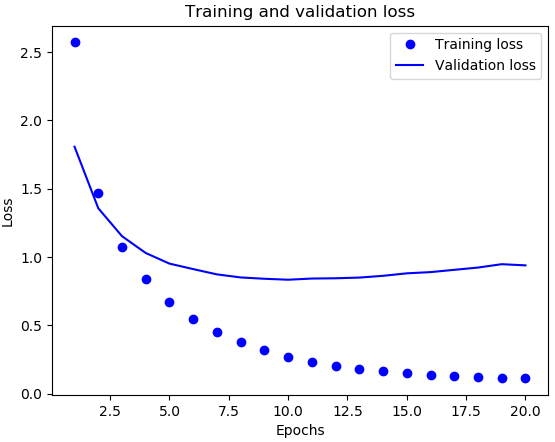 Training and validation loss
Training loss
Validation loss
2.5
2.0
1.5
1.0
0.5
0.0
Loss
2.5
5.0
7.5
10.0
12.5
15.0
17.5
20.0
Epochs